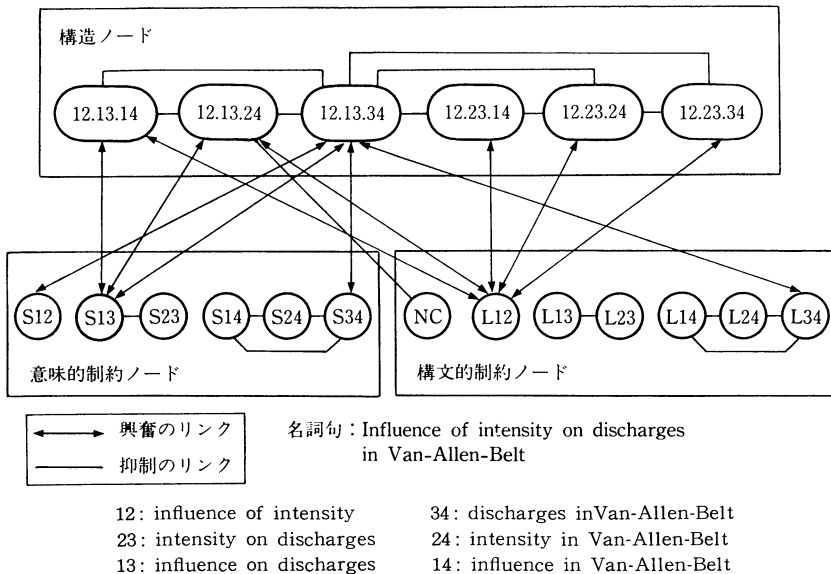 構造ノード
12.13.14 12.13.24 12.13.34 12.23.14 12.23.24 12.23.34
S12 S13 S23 S14 S24 S34 NC L12 L13 L23 L14 L24 L34
意味的制約ノード 構文的制約ノード
興奮のリンク
抑制のリンク
名詞句：Influence of intensity on discharges
in Van-Allen-Belt
12: influence of intensity
23: intensity on discharges
13: influence on discharges
34: discharges inVan-Allen-Belt
24: intensity in Van-Allen-Belt
14: influence in Van-Allen-Belt